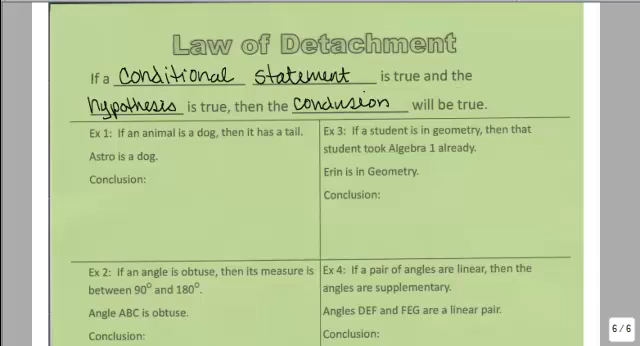 Law of Detachment
If a conditional statement is true and the
hypothesis is true, then the conclusion will be true.
Ex 1: If an animal is a dog, then it has a tail.
Astro is a dog.
Conclusion:
Ex 3: If a student is in geometry, then that
student took Algebra 1 already.
Erin is in Geometry.
Conclusion:
Ex 2: If an angle is obtuse, then its measure is
between 90° and 180°.
Angle ABC is obtuse.
Conclusion:
Ex 4: If a pair of angles are linear, then the
angles are supplementary.
Angles DEF and FEG are a linear pair.
Conclusion:
6 / 6